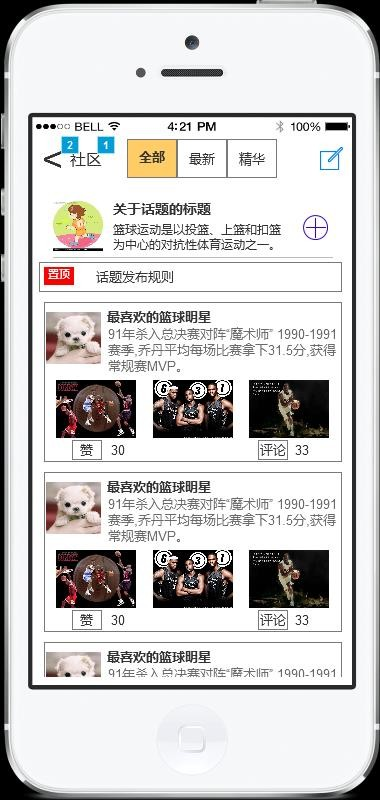 BELL 4:21 PM 100%
2 1
< 社区 全部 最新 精华
关于话题的标题
篮球运动是以投篮、上篮和扣篮
为中心的对抗性体育运动之一。
置顶 话题发布规则
最喜欢的篮球明星
91年杀入总决赛对阵“魔术师” 1990-1991
赛季,乔丹平均每场比赛拿下31.5分,获得
常规赛MVP。
6 3 1
赞 30 评论 33
最喜欢的篮球明星
91年杀入总决赛对阵“魔术师” 1990-1991
赛季,乔丹平均每场比赛拿下31.5分,获得
常规赛MVP。
6 3 1
赞 30 评论 33
最喜欢的篮球明星
91年杀入总决赛对阵“魔术师” 1990-1991